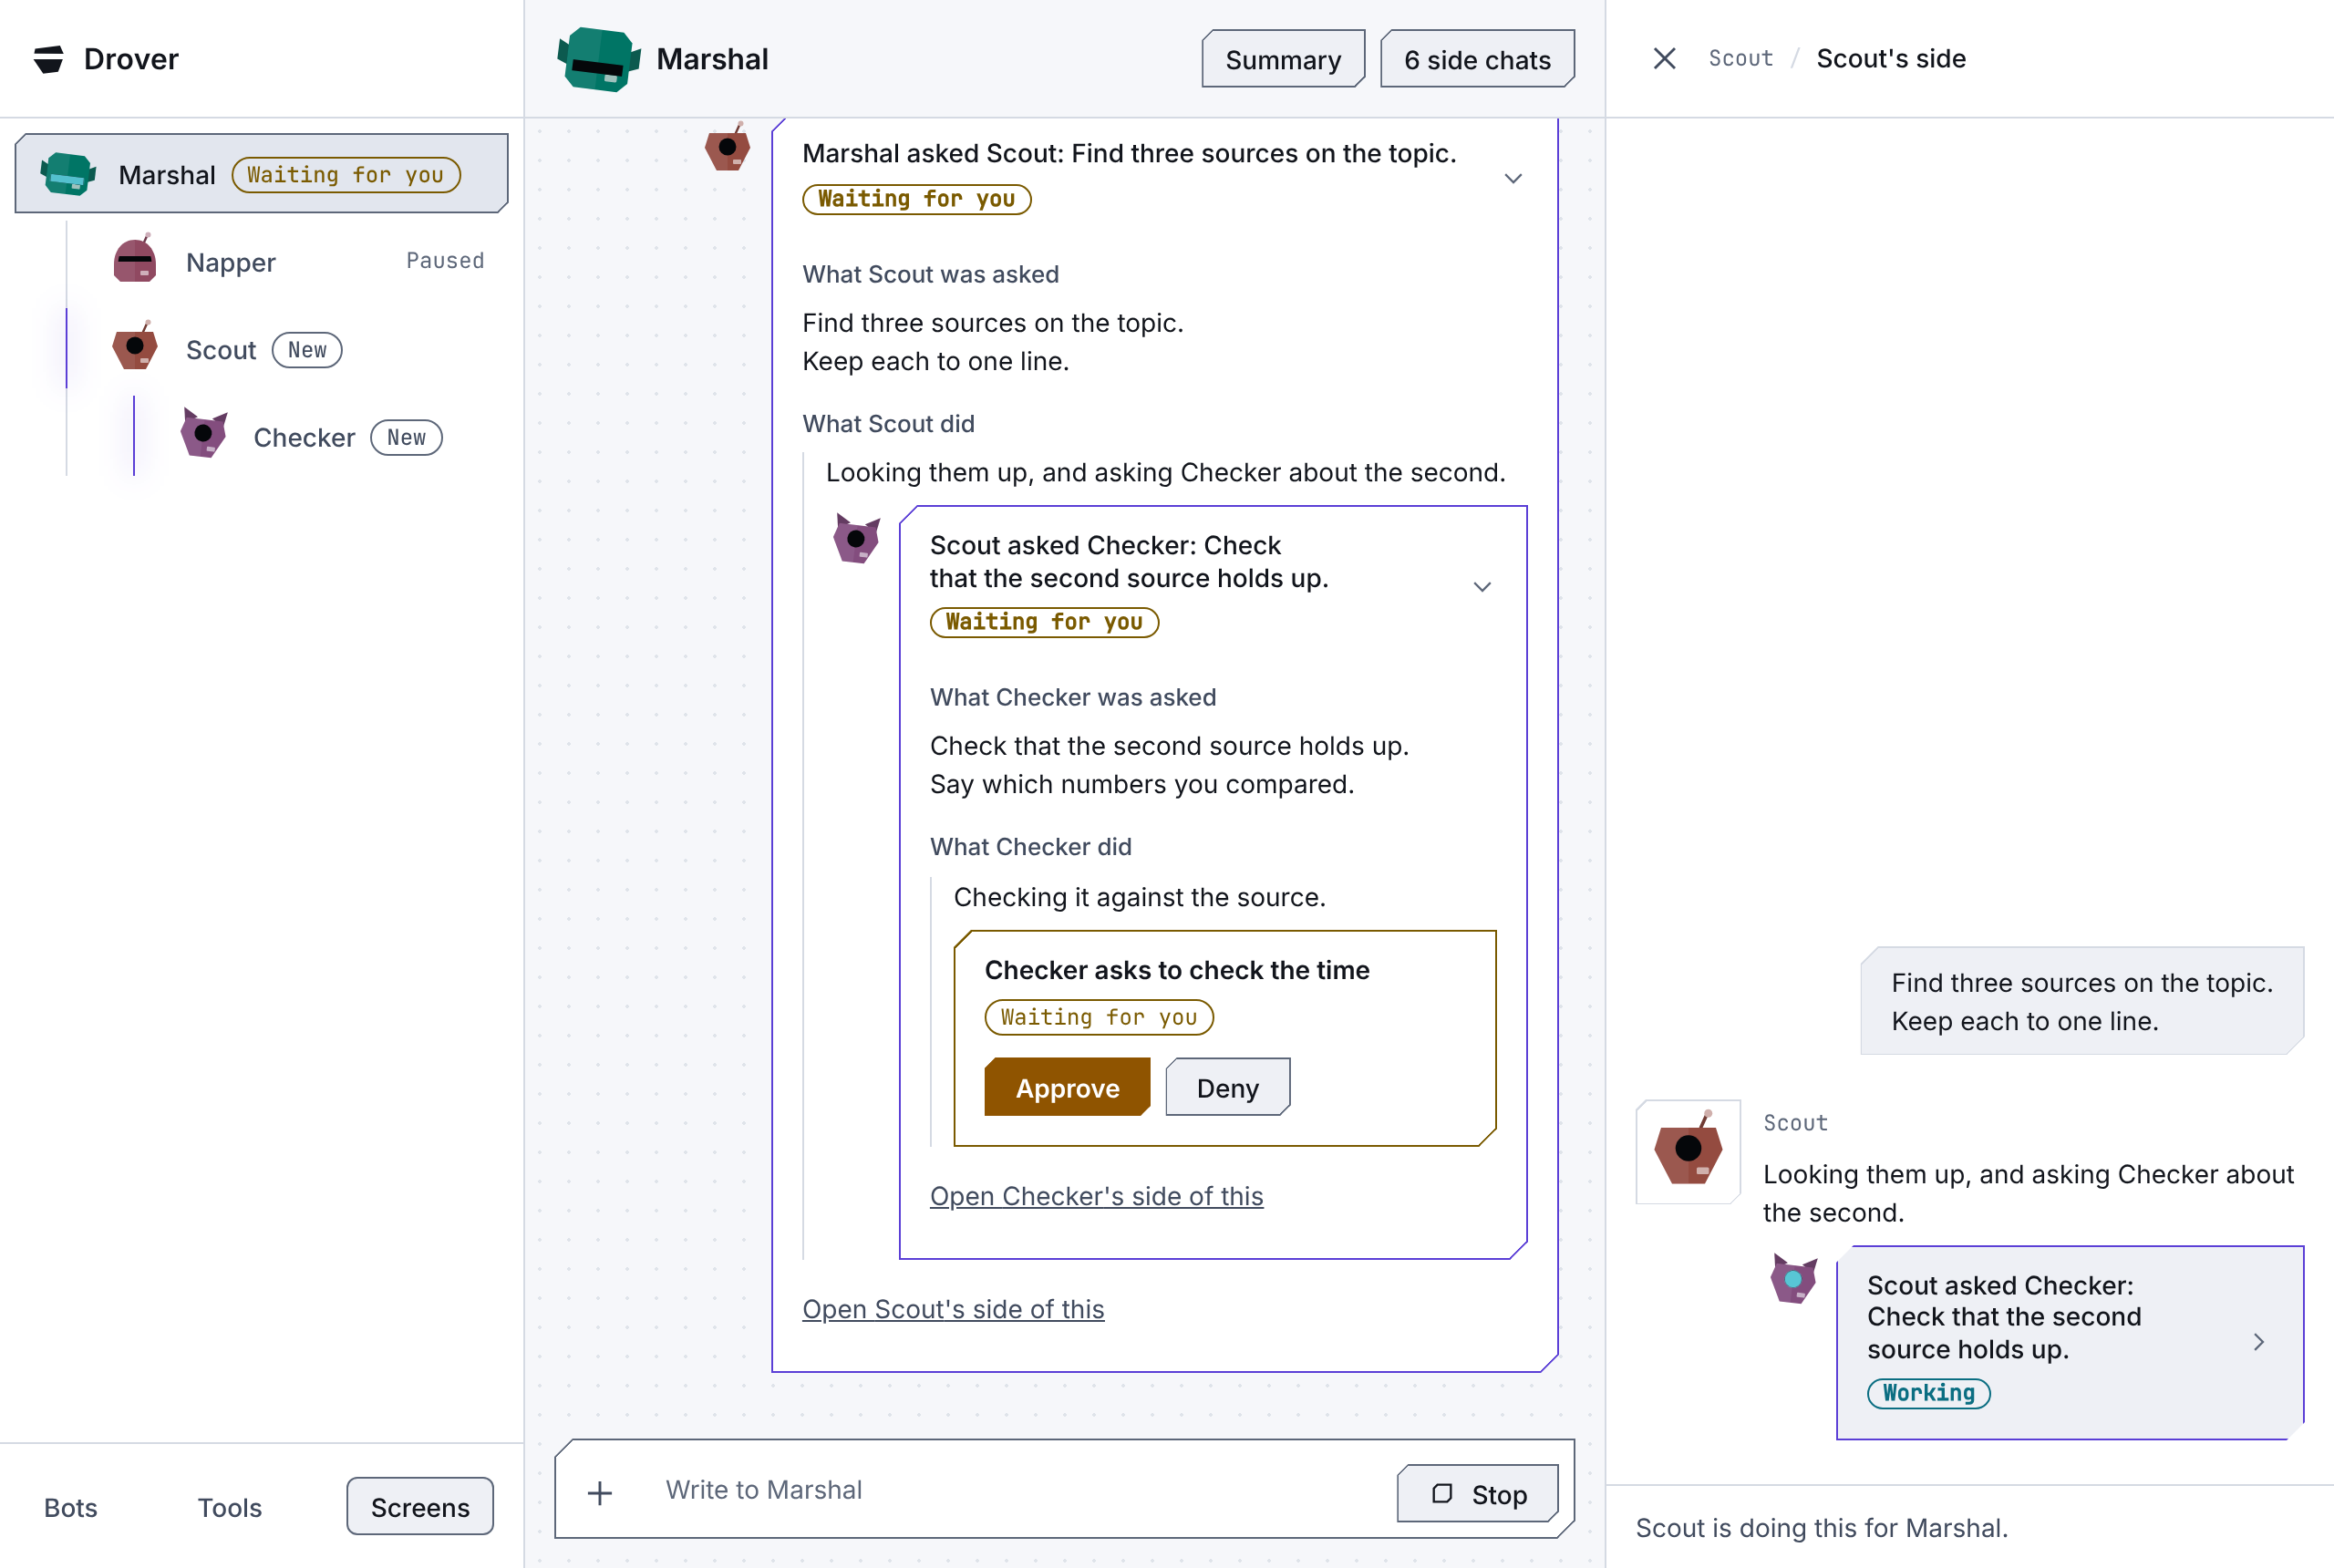 Drover
Marshal
Waiting for you
Napper
Paused
Scout
New
Checker
New
Bots
Tools
Screens
Marshal
Summary
6 side chats
Marshal asked Scout: Find three sources on the topic.
Waiting for you
What Scout was asked
Find three sources on the topic.
Keep each to one line.
What Scout did
Looking them up, and asking Checker about the second.
Scout asked Checker: Check
that the second source holds up.
Waiting for you
What Checker was asked
Check that the second source holds up.
Say which numbers you compared.
What Checker did
Checking it against the source.
Checker asks to check the time
Waiting for you
Approve
Deny
Open Checker's side of this
Open Scout's side of this
Write to Marshal
Stop
Scout / Scout's side
Find three sources on the topic.
Keep each to one line.
Scout
Looking them up, and asking Checker about
the second.
Scout asked Checker:
Check that the second
source holds up.
Working
Scout is doing this for Marshal.